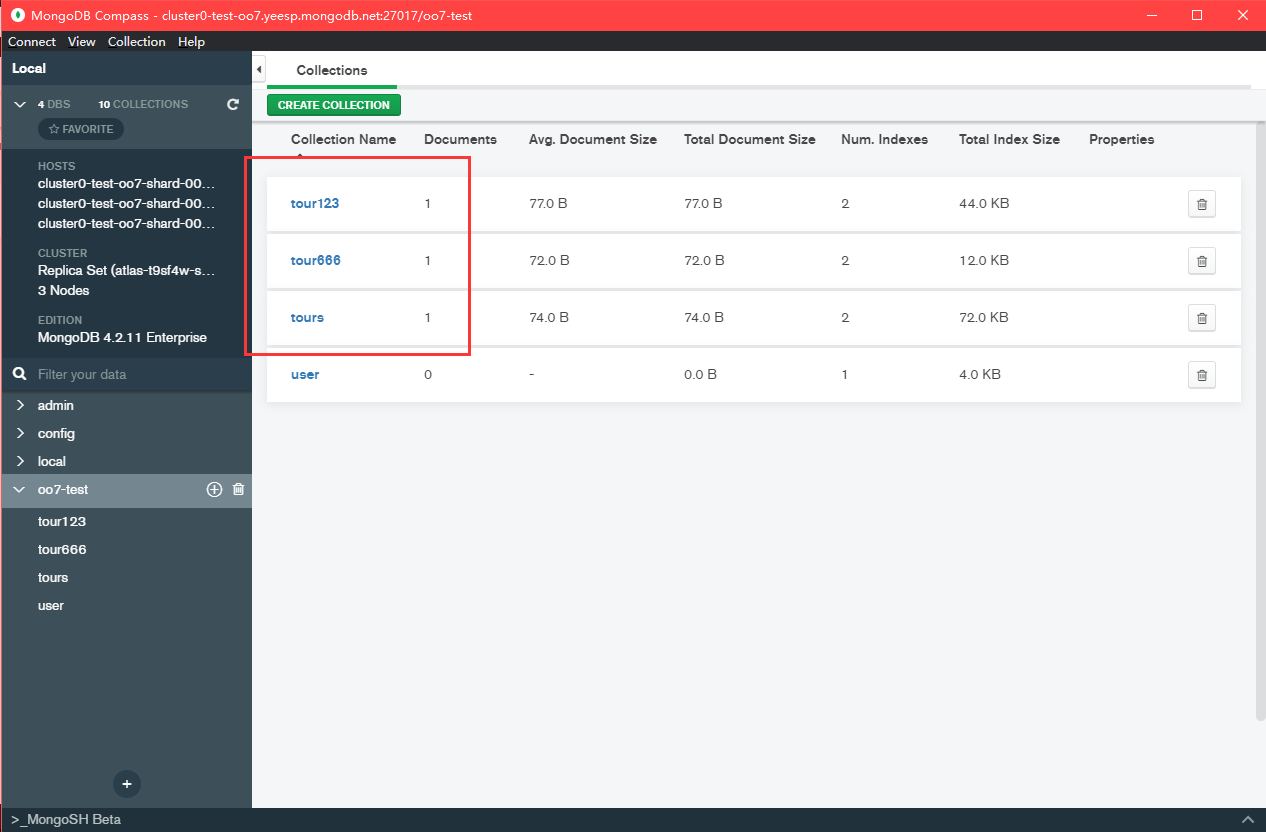 MongoDB Compass - cluster0-test-oo7.yeesp.mongodb.net:27017/oo7-test
Connect View Collection Help
Local
4 DBS 10 COLLECTIONS
FAVORITE
HOSTS
cluster0-test-oo7-shard-00...
cluster0-test-oo7-shard-00...
cluster0-test-oo7-shard-00...
CLUSTER
Replica Set (atlas-t9sf4w-s...
3 Nodes
EDITION
MongoDB 4.2.11 Enterprise
Filter your data
admin
config
local
oo7-test
tour123
tour666
tours
user
+
Collections
CREATE COLLECTION
Collection Name Documents Avg. Document Size Total Document Size Num. Indexes Total Index Size Properties
tour123 1 77.0 B 77.0 B 2 44.0 KB
tour666 1 72.0 B 72.0 B 2 12.0 KB
tours 1 74.0 B 74.0 B 2 72.0 KB
user 0 - 0.0 B 1 4.0 KB
>_MongoSH Beta